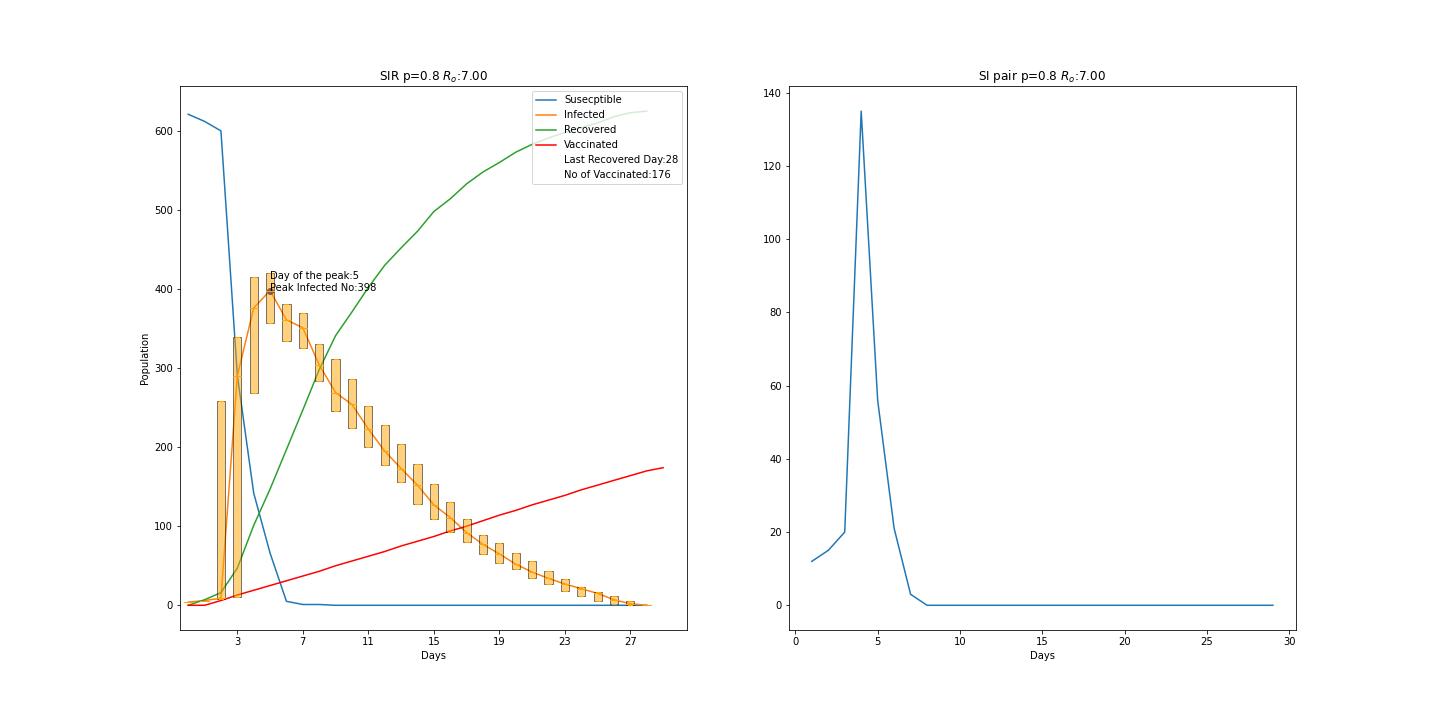 SIR p=0.8 Rₒ:7.00
Susecptible
Infected
Recovered
Vaccinated
Last Recovered Day:28
No of Vaccinated:176
Day of the peak:5
Peak Infected No:398
Population
600
500
400
300
200
100
0
3 7 11 15 19 23 27
Days
SI pair p=0.8 Rₒ:7.00
140
120
100
80
60
40
20
0
0 5 10 15 20 25 30
Days